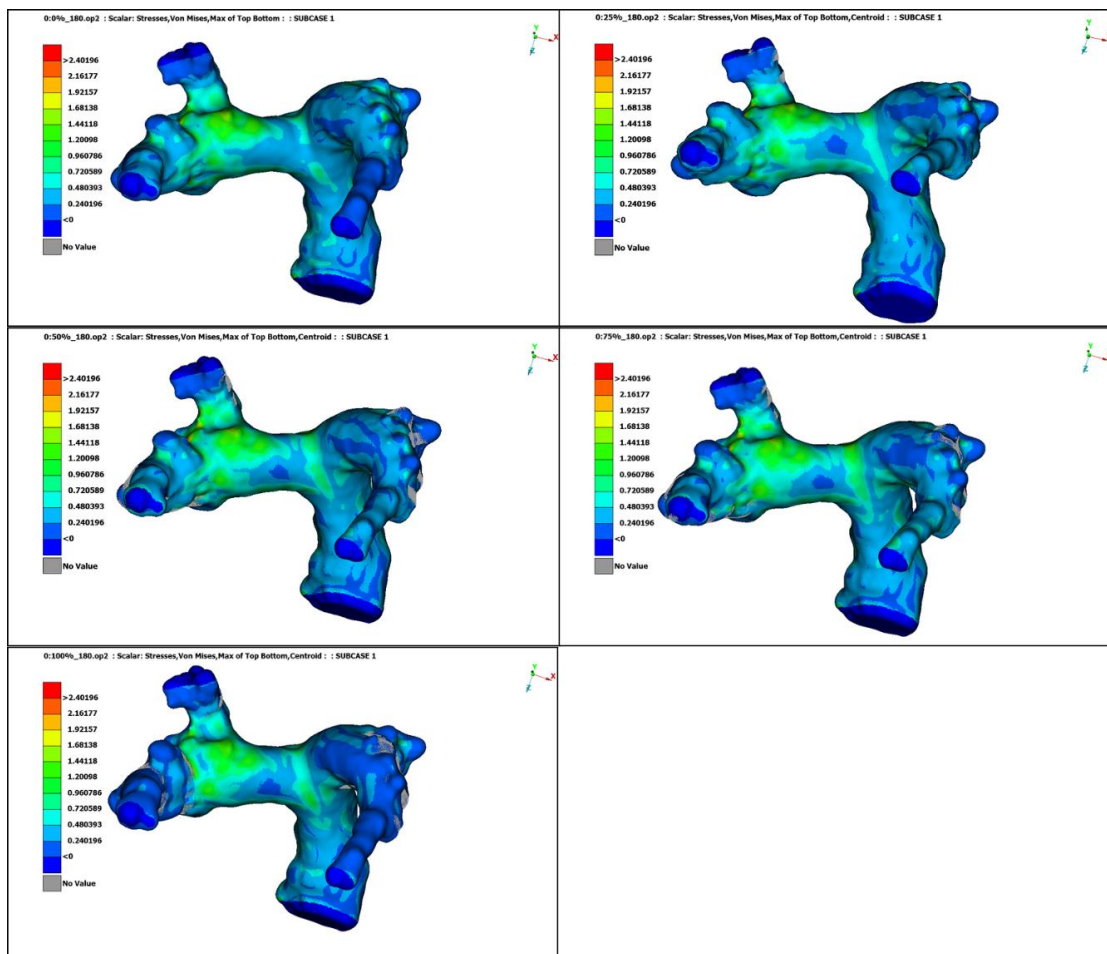 0:0%_180.op2 : Scalar: Stresses,Von Mises,Max of Top Bottom : : SUBCASE 1
>2.40196
2.16177
1.92157
1.68138
1.44118
1.20098
0.960786
0.720589
0.480393
0.240196
<0
No Value
Y
X
Z
0:25%_180.op2 : Scalar: Stresses,Von Mises,Max of Top Bottom,Centroid : : SUBCASE 1
>2.40196
2.16177
1.92157
1.68138
1.44118
1.20098
0.960786
0.720589
0.480393
0.240196
<0
No Value
Y
X
Z
0:50%_180.op2 : Scalar: Stresses,Von Mises,Max of Top Bottom,Centroid : : SUBCASE 1
>2.40196
2.16177
1.92157
1.68138
1.44118
1.20098
0.960786
0.720589
0.480393
0.240196
<0
No Value
Y
X
Z
0:75%_180.op2 : Scalar: Stresses,Von Mises,Max of Top Bottom,Centroid : : SUBCASE 1
>2.40196
2.16177
1.92157
1.68138
1.44118
1.20098
0.960786
0.720589
0.480393
0.240196
<0
No Value
Y
X
Z
0:100%_180.op2 : Scalar: Stresses,Von Mises,Max of Top Bottom,Centroid : : SUBCASE 1
>2.40196
2.16177
1.92157
1.68138
1.44118
1.20098
0.960786
0.720589
0.480393
0.240196
<0
No Value
Y
X
Z